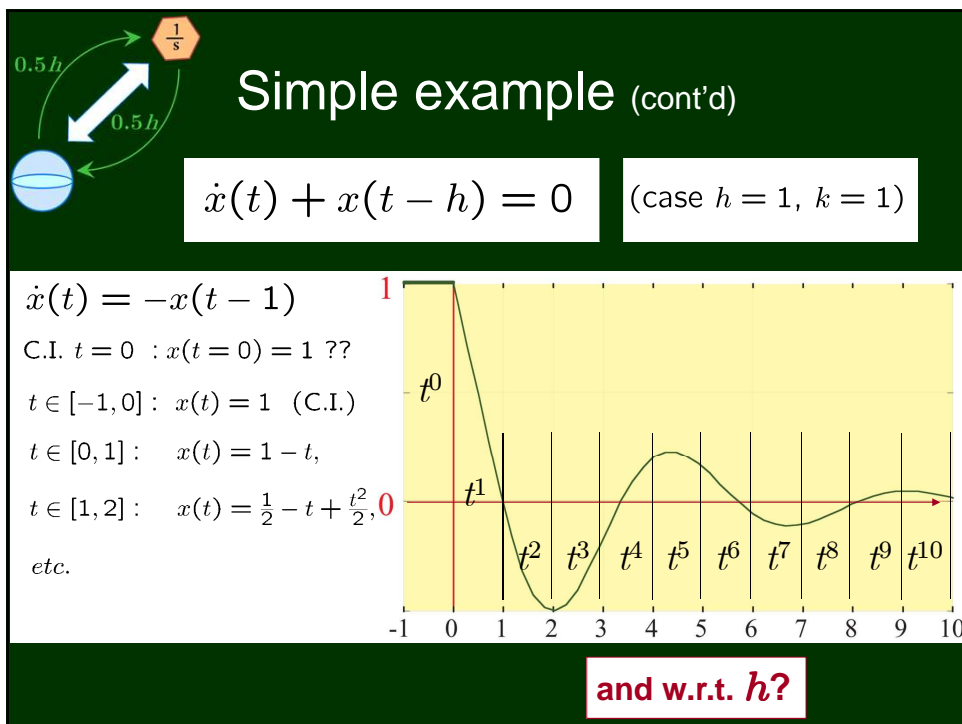 1/s
0.5h
0.5h
Simple example (cont'd)
ẋ(t) + x(t − h) = 0
(case h = 1, k = 1)
ẋ(t) = −x(t − 1)
C.I. t = 0 : x(t = 0) = 1 ??
t ∈ [−1, 0] : x(t) = 1 (C.I.)
t ∈ [0, 1] : x(t) = 1 − t,
t ∈ [1, 2] : x(t) = 1/2 − t + t²/2,
etc.
1
0
t⁰
t¹
t² t³ t⁴ t⁵ t⁶ t⁷ t⁸ t⁹ t¹⁰
-1 0 1 2 3 4 5 6 7 8 9 10
and w.r.t. h?